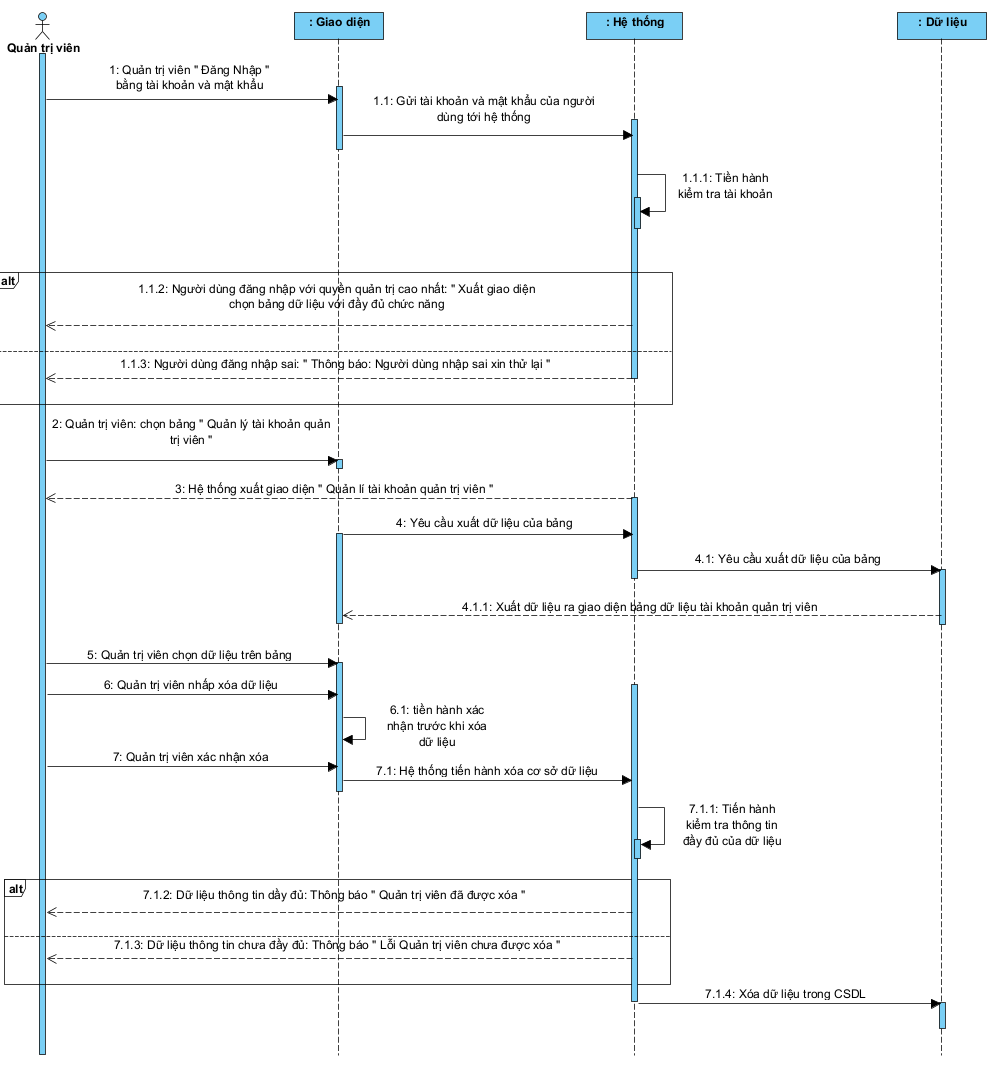 Quản trị viên
: Giao diện
: Hệ thống
: Dữ liệu
1: Quản trị viên " Đăng Nhập "
bằng tài khoản và mật khẩu
1.1: Gửi tài khoản và mật khẩu của người
dùng tới hệ thống
1.1.1: Tiến hành
kiểm tra tài khoản
alt
1.1.2: Người dùng đăng nhập với quyền quản trị cao nhất: " Xuất giao diện
chọn bảng dữ liệu với đầy đủ chức năng
1.1.3: Người dùng đăng nhập sai: " Thông báo: Người dùng nhập sai xin thử lại "
2: Quản trị viên: chọn bảng " Quản lý tài khoản quản
trị viên "
3: Hệ thống xuất giao diện " Quản lí tài khoản quản trị viên "
4: Yêu cầu xuất dữ liệu của bảng
4.1: Yêu cầu xuất dữ liệu của bảng
4.1.1: Xuất dữ liệu ra giao diện bảng dữ liệu tài khoản quản trị viên
5: Quản trị viên chọn dữ liệu trên bảng
6: Quản trị viên nhấp xóa dữ liệu
6.1: tiền hành xác
nhận trước khi xóa
dữ liệu
7: Quản trị viên xác nhận xóa
7.1: Hệ thống tiến hành xóa cơ sở dữ liệu
7.1.1: Tiến hành
kiểm tra thông tin
đầy đủ của dữ liệu
alt
7.1.2: Dữ liệu thông tin dầy đủ: Thông báo " Quản trị viên đã được xóa "
7.1.3: Dữ liệu thông tin chưa đầy đủ: Thông báo " Lỗi Quản trị viên chưa được xóa "
7.1.4: Xóa dữ liệu trong CSDL